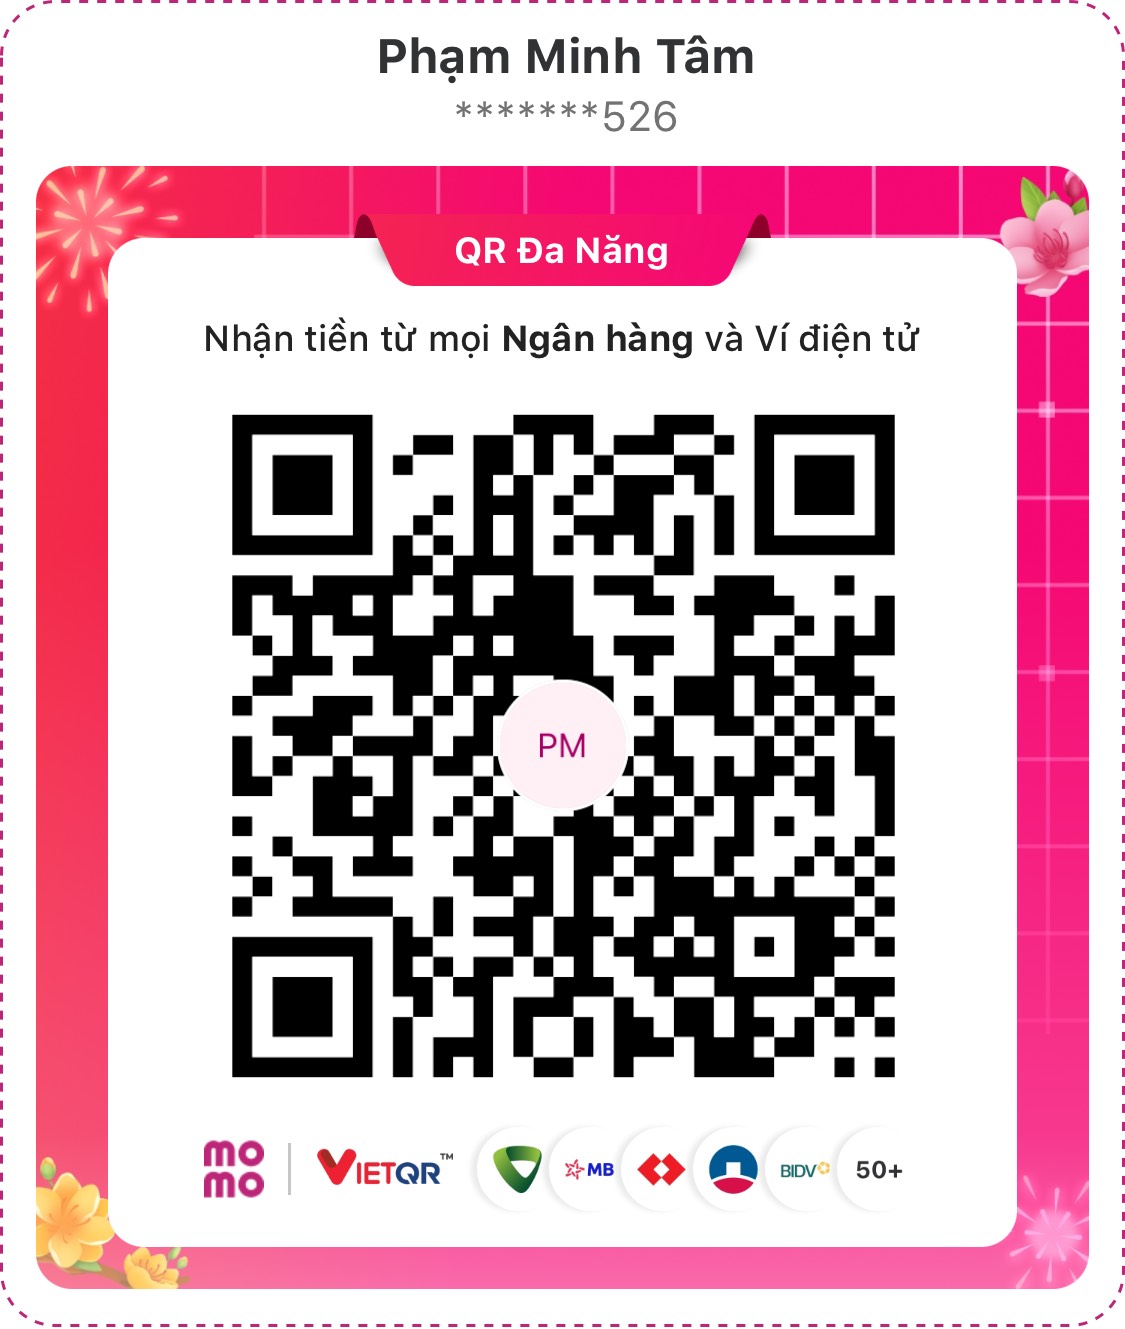 Phạm Minh Tâm
*******526
QR Đa Năng
Nhận tiền từ mọi Ngân hàng và Ví điện tử
PM
mo
mo
VIETQR™
MB
BIDV
50+